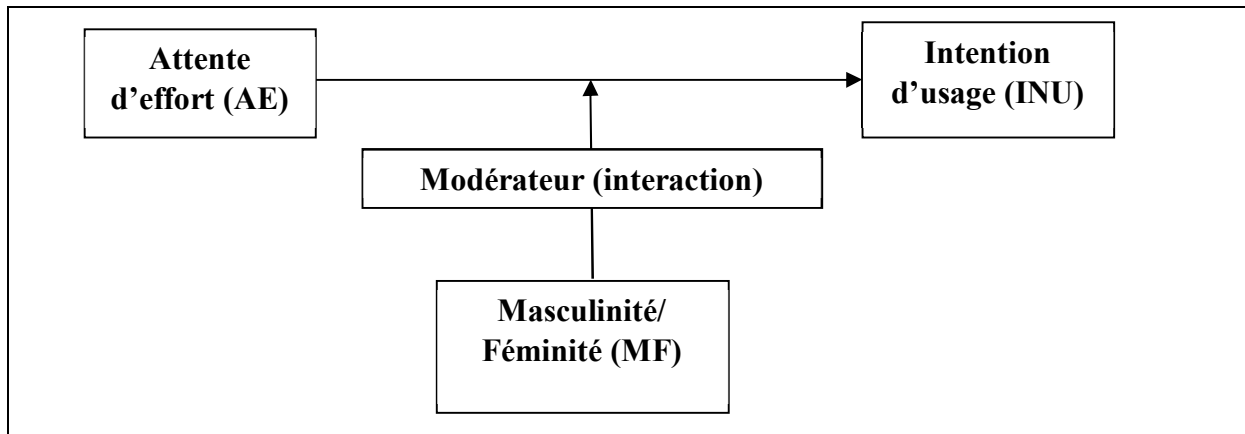 Attente
d’effort (AE)
Intention
d’usage (INU)
Modérateur (interaction)
Masculinité/
Féminité (MF)